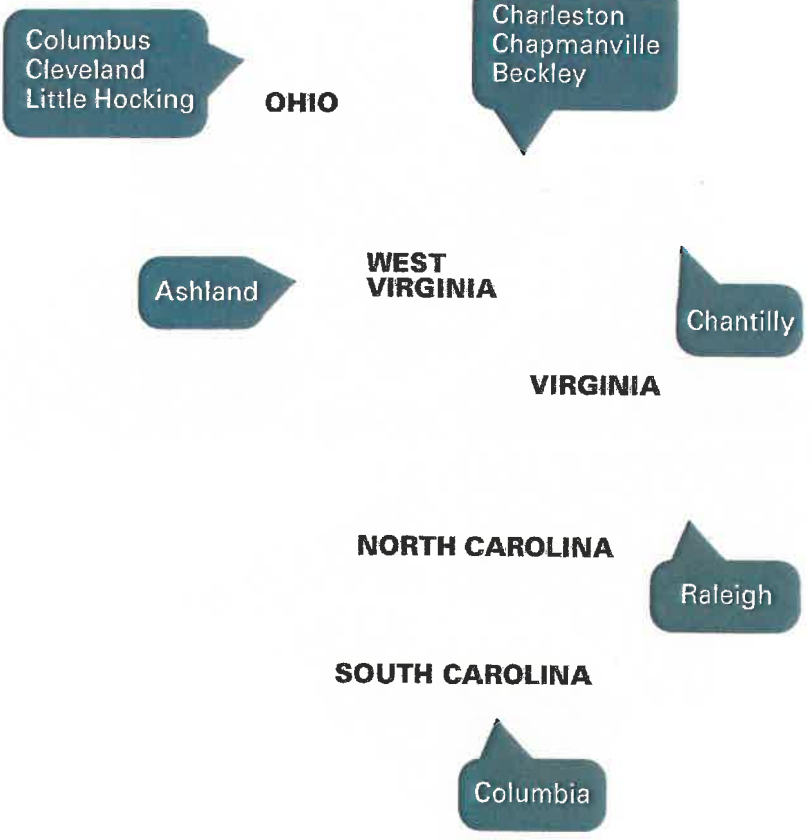 Columbus
Cleveland
Little Hocking
OHIO
Charleston
Chapmanville
Beckley
Ashland
WEST
VIRGINIA
Chantilly
VIRGINIA
NORTH CAROLINA
Raleigh
SOUTH CAROLINA
Columbia